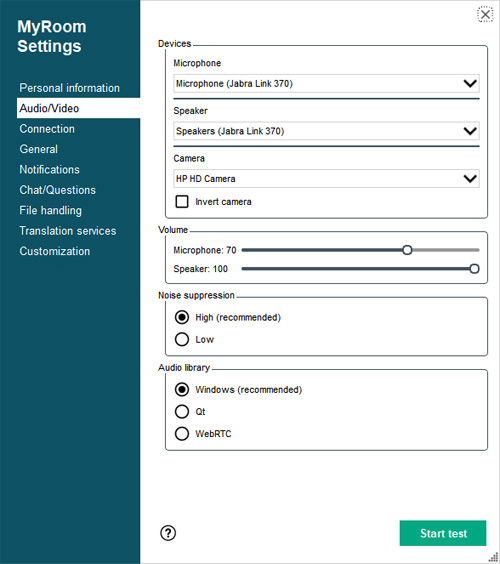 MyRoom
Settings
Personal information
Audio/Video
Connection
General
Notifications
Chat/Questions
File handling
Translation services
Customization
Devices
Microphone
Microphone (Jabra Link 370)
Speaker
Speakers (Jabra Link 370)
Camera
HP HD Camera
Invert camera
Volume
Microphone: 70
Speaker: 100
Noise suppression
High (recommended)
Low
Audio library
Windows (recommended)
Qt
WebRTC
?
Start test